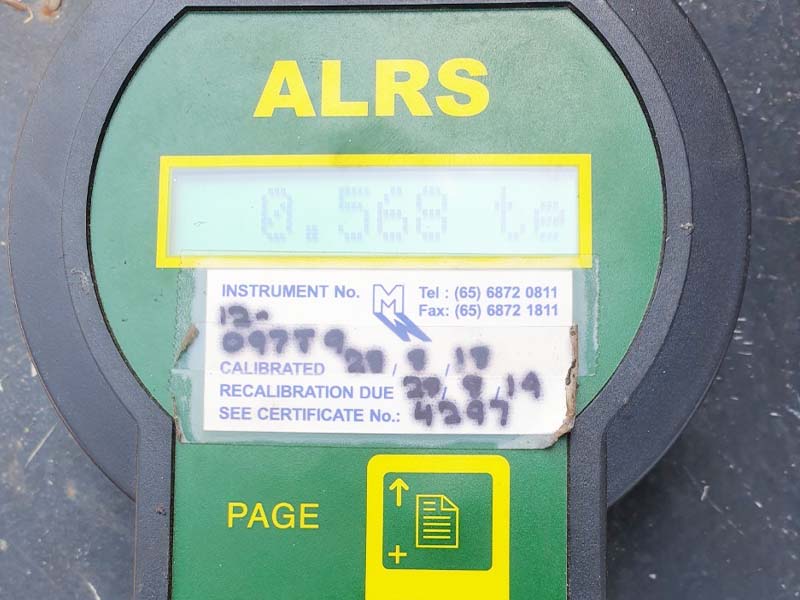 ALRS
0.568 te
INSTRUMENT No.
Tel : (65) 6872 0811
Fax: (65) 6872 1811
12-
CALIBRATED
RECALIBRATION DUE
SEE CERTIFICATE No.: 4297
PAGE